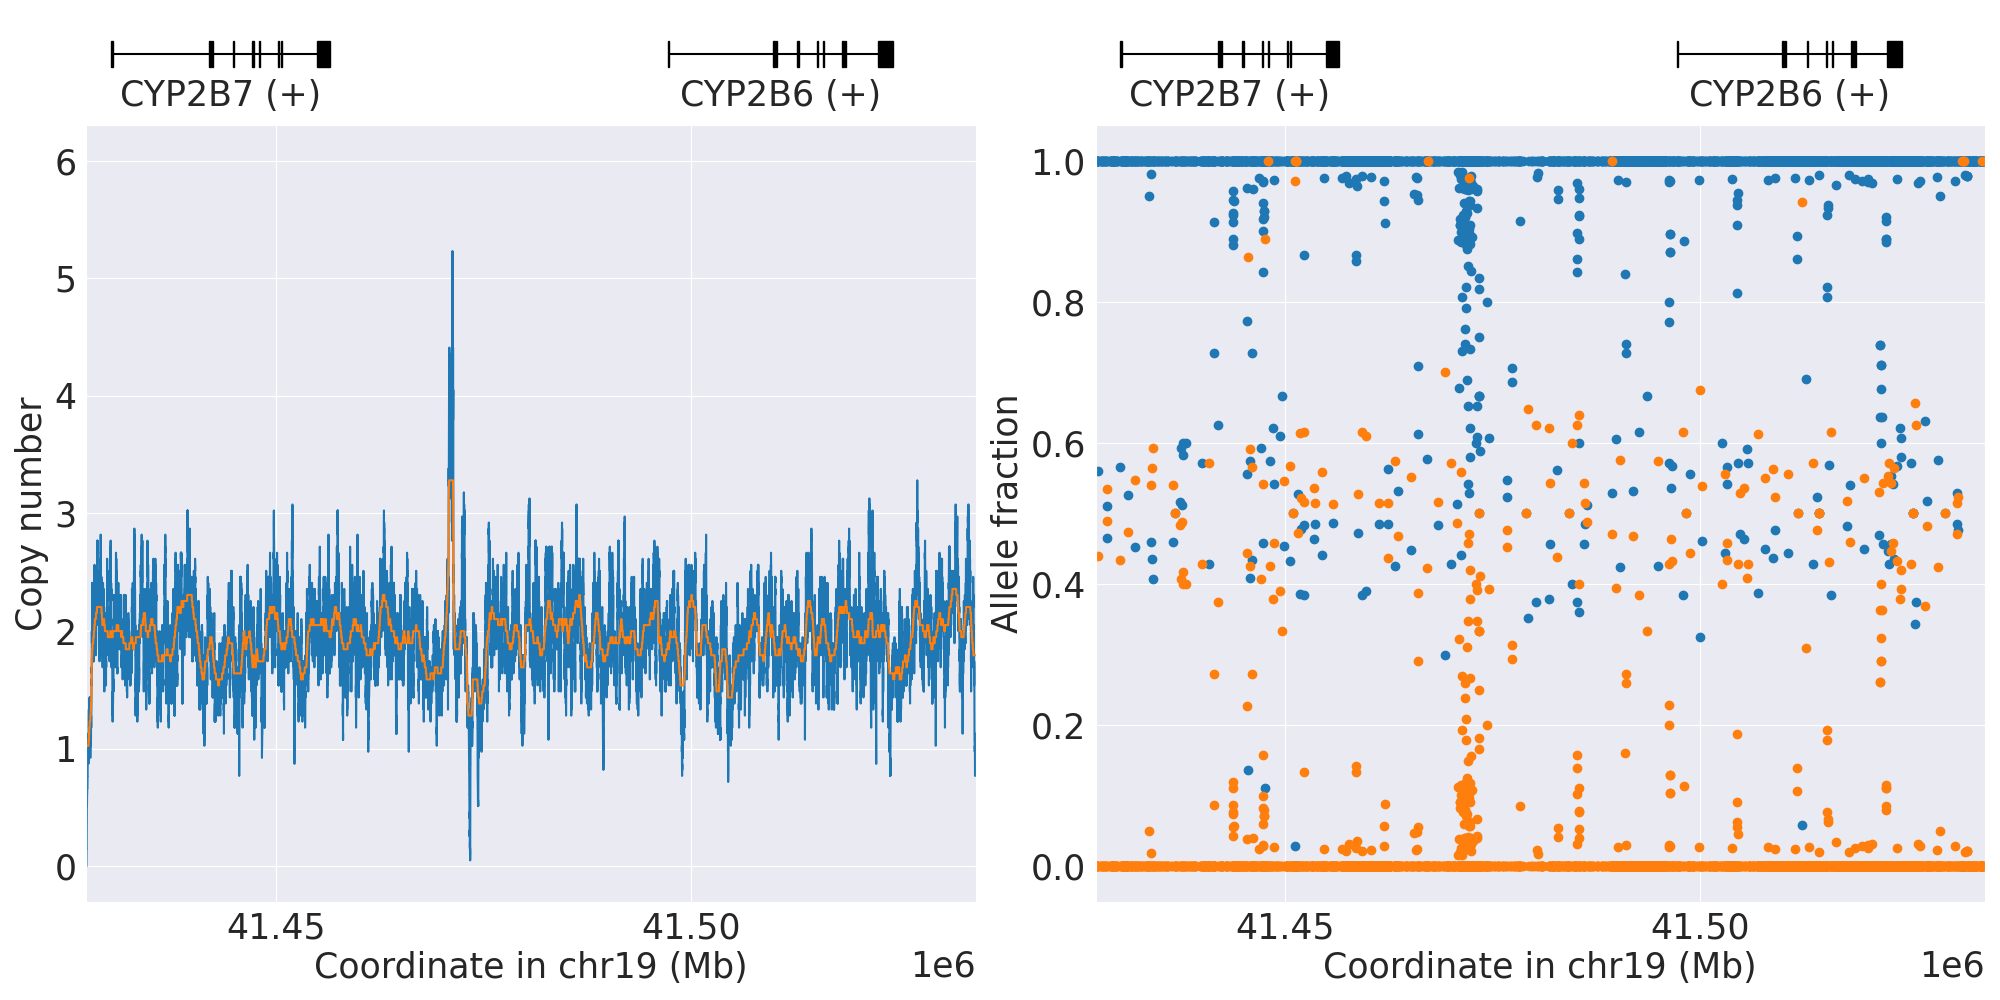 CYP2B7 (+)
CYP2B6 (+)
CYP2B7 (+)
CYP2B6 (+)
6
5
4
3
2
1
0
Copy number
41.45
41.50
Coordinate in chr19 (Mb)
1e6
1.0
0.8
0.6
0.4
0.2
0.0
Allele fraction
41.45
41.50
Coordinate in chr19 (Mb)
1e6